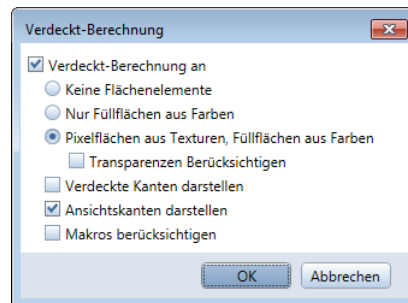 Verdeckt-Berechnung
Verdeckt-Berechnung an
Keine Flächenelemente
Nur Füllflächen aus Farben
Pixelflächen aus Texturen, Füllflächen aus Farben
Transparenzen Berücksichtigen
Verdeckte Kanten darstellen
Ansichtskanten darstellen
Makros berücksichtigen
OK Abbrechen